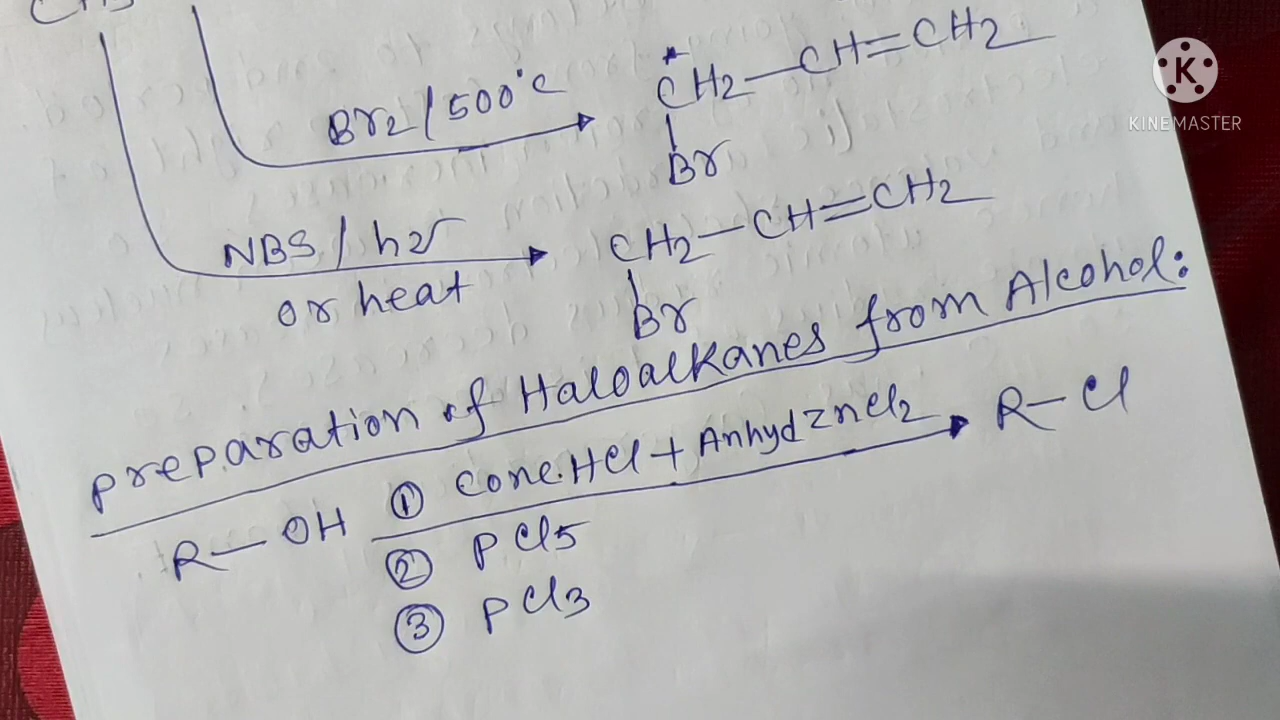 Br2 / 500°C
*
CH2—CH=CH2
Br
NBS / hν
or heat
CH2—CH=CH2
Br
preparation of Haloalkanes from Alcohol:
R—OH ① Conc. HCl + Anhyd ZnCl2 R—Cl
② PCl5
③ PCl3
K
KINEMASTER